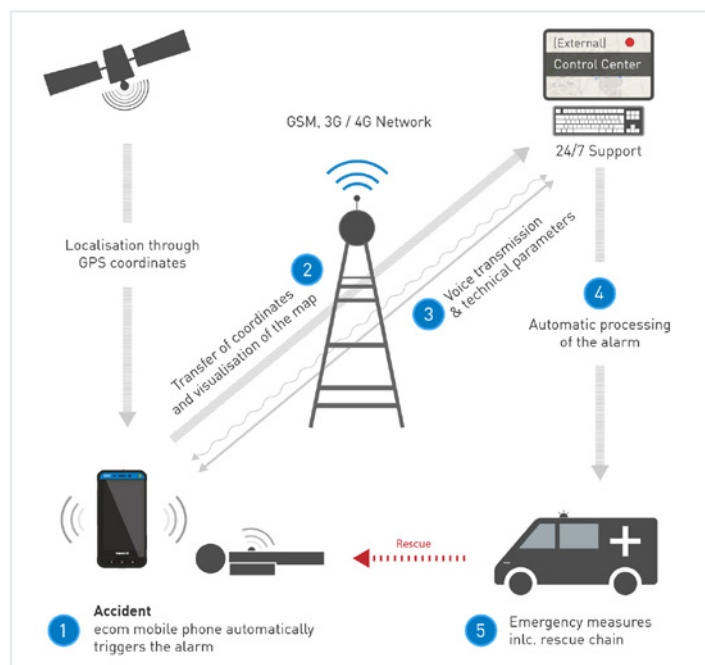 [External]
Control Center
24/7 Support
GSM, 3G / 4G Network
Localisation through
GPS coordinates
2
Transfer of coordinates
and visualisation of the map
3
Voice transmission
& technical parameters
4
Automatic processing
of the alarm
Rescue
1
Accident
ecom mobile phone automatically
triggers the alarm
5
Emergency measures
inlc. rescue chain